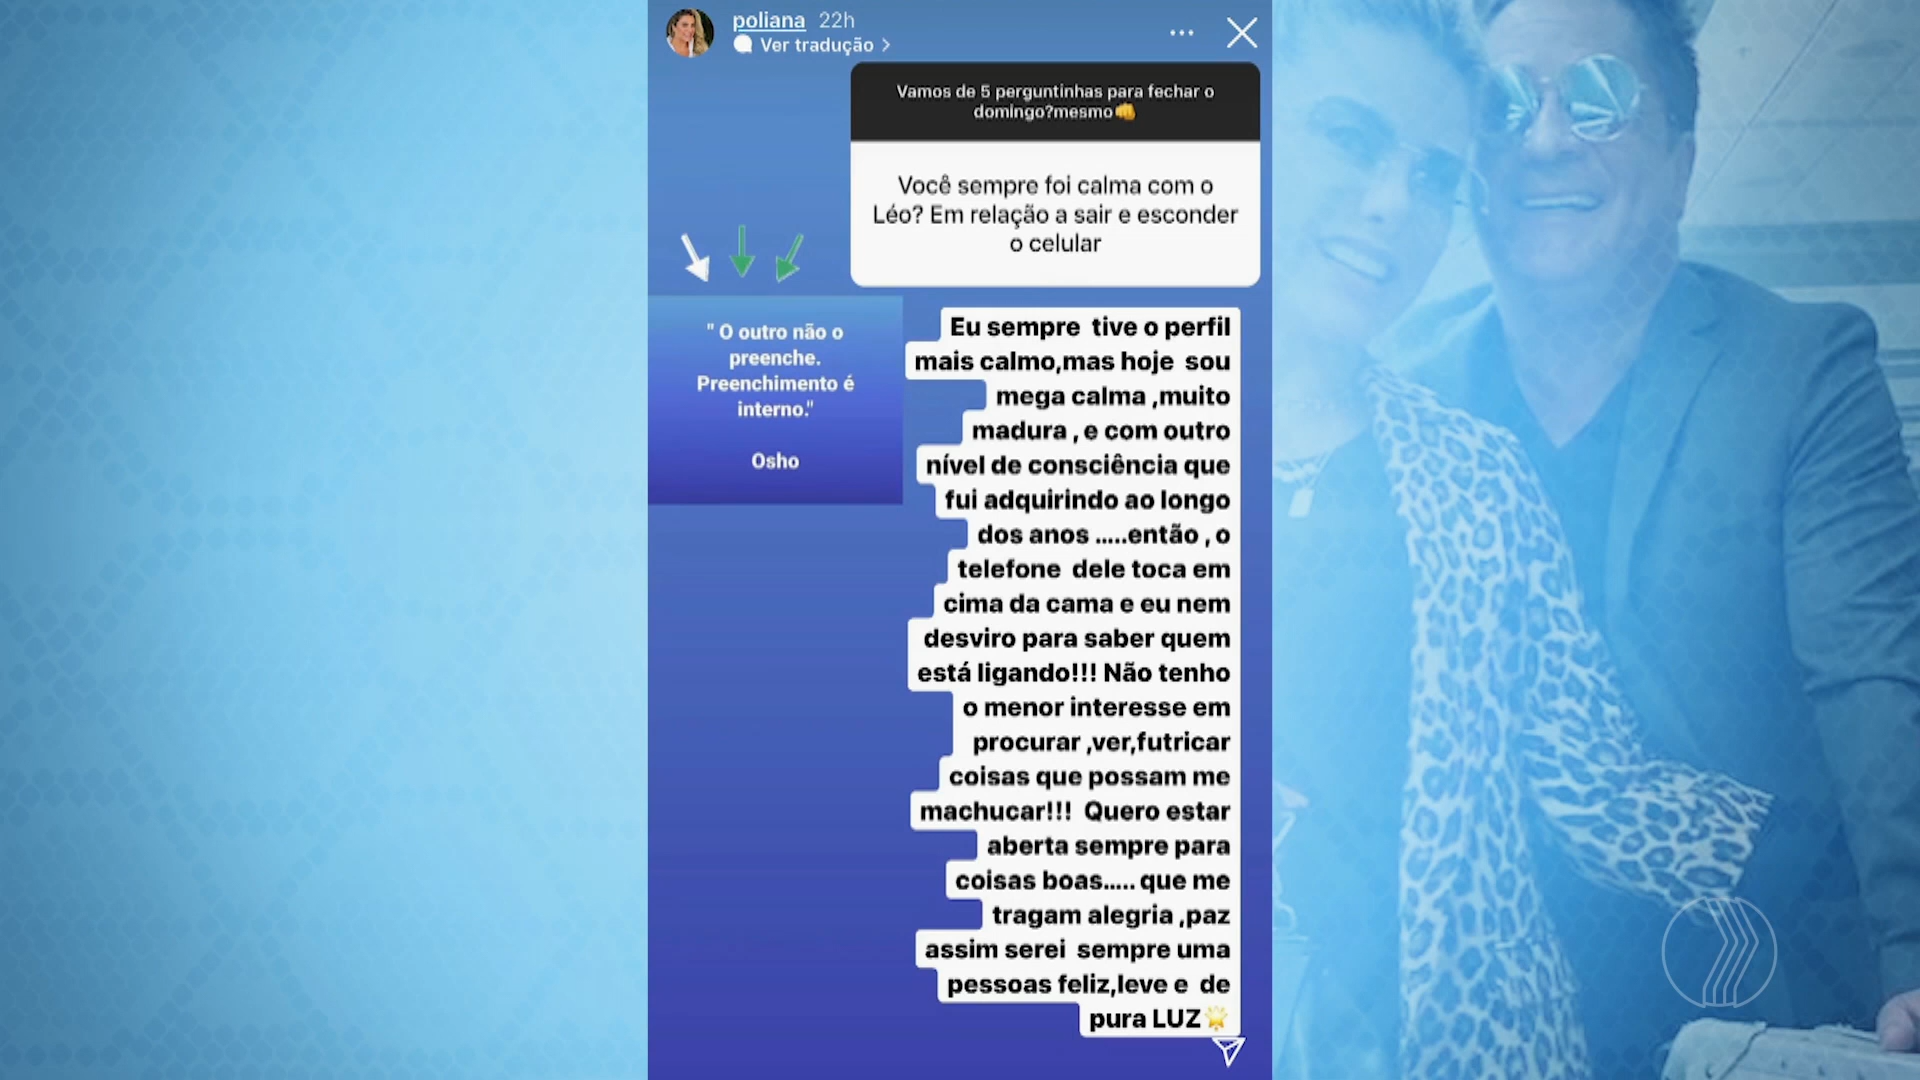 poliana 22h
Ver tradução >
Vamos de 5 perguntinhas para fechar o
domingo?mesmo👊
Você sempre foi calma com o
Léo? Em relação a sair e esconder
o celular
" O outro não o
preenche.
Preenchimento é
interno."
Osho
Eu sempre tive o perfil
mais calmo,mas hoje sou
mega calma ,muito
madura , e com outro
nível de consciência que
fui adquirindo ao longo
dos anos .....então , o
telefone dele toca em
cima da cama e eu nem
desviro para saber quem
está ligando!!! Não tenho
o menor interesse em
procurar ,ver,futricar
coisas que possam me
machucar!!! Quero estar
aberta sempre para
coisas boas..... que me
tragam alegria ,paz
assim serei sempre uma
pessoas feliz,leve e de
pura LUZ🌟